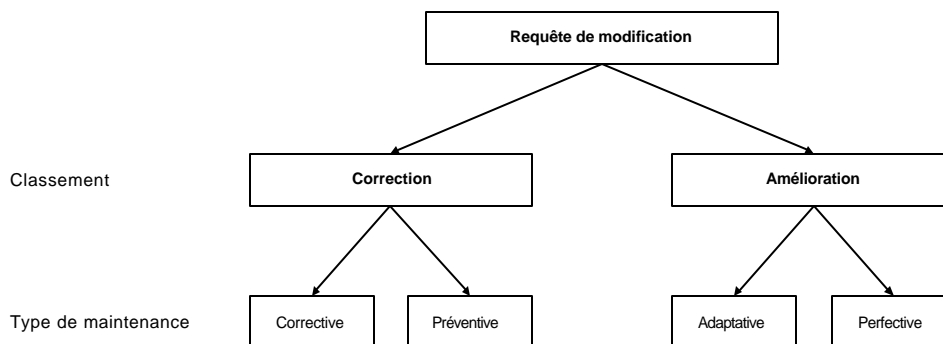 Requête de modification
Classement
Correction
Amélioration
Type de maintenance
Corrective
Préventive
Adaptative
Perfective